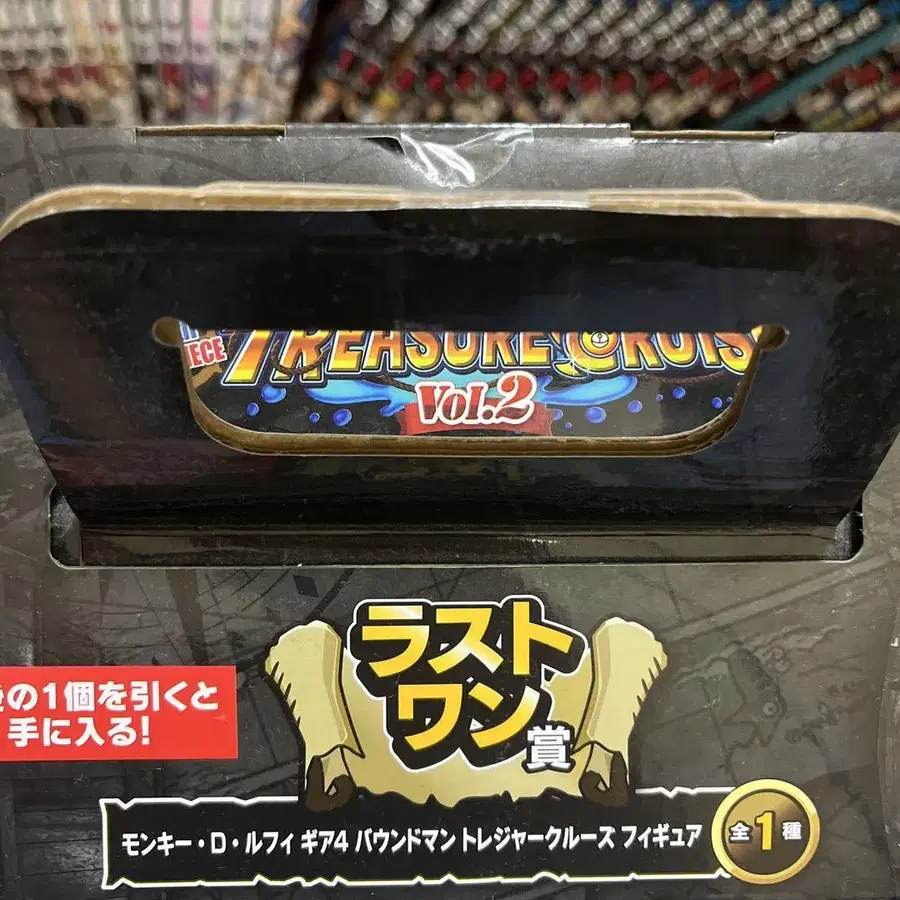 TREASURE CRUIS
Vol.2
ラスト
ワン賞
の1個を引くと
手に入る!
モンキー・D・ルフィ ギア4 バウンドマン トレジャークルーズ フィギュア
全1種